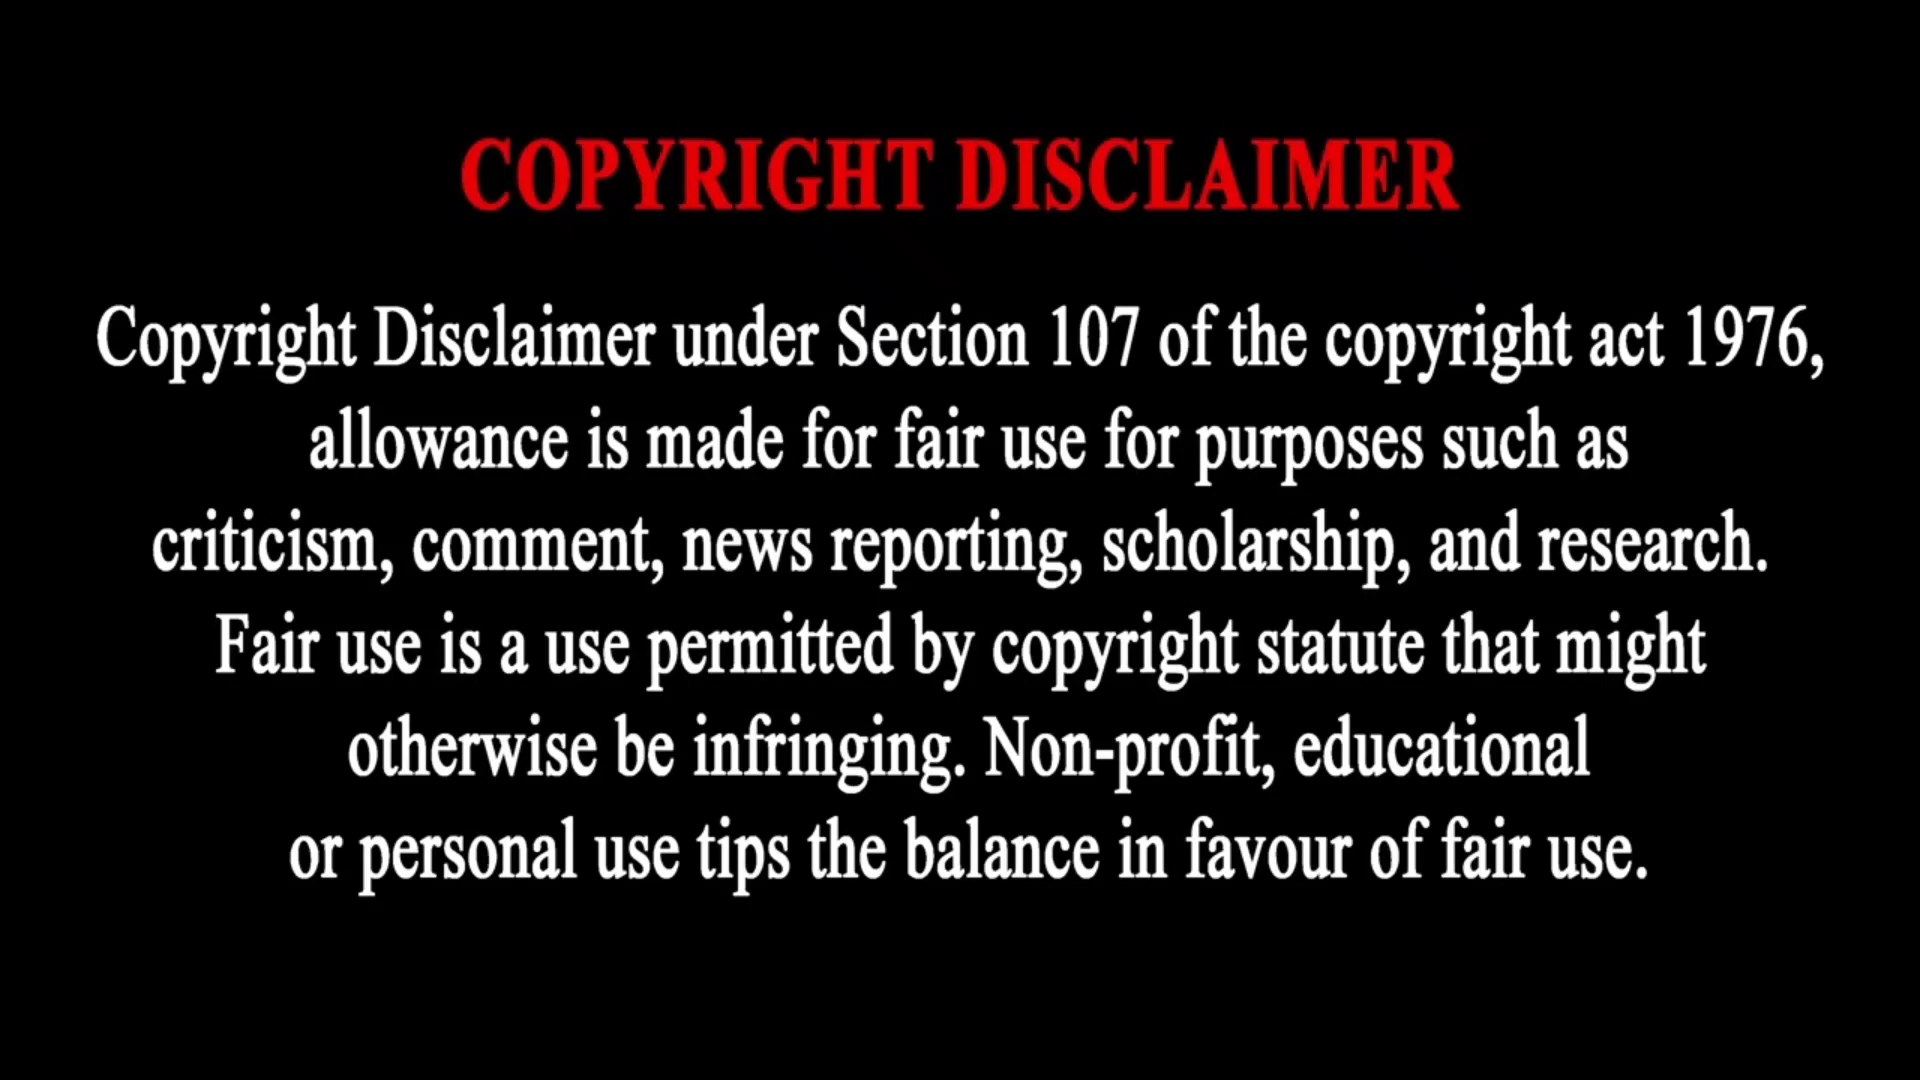 COPYRIGHT DISCLAIMER
Copyright Disclaimer under Section 107 of the copyright act 1976,
allowance is made for fair use for purposes such as
criticism, comment, news reporting, scholarship, and research.
Fair use is a use permitted by copyright statute that might
otherwise be infringing. Non-profit, educational
or personal use tips the balance in favour of fair use.